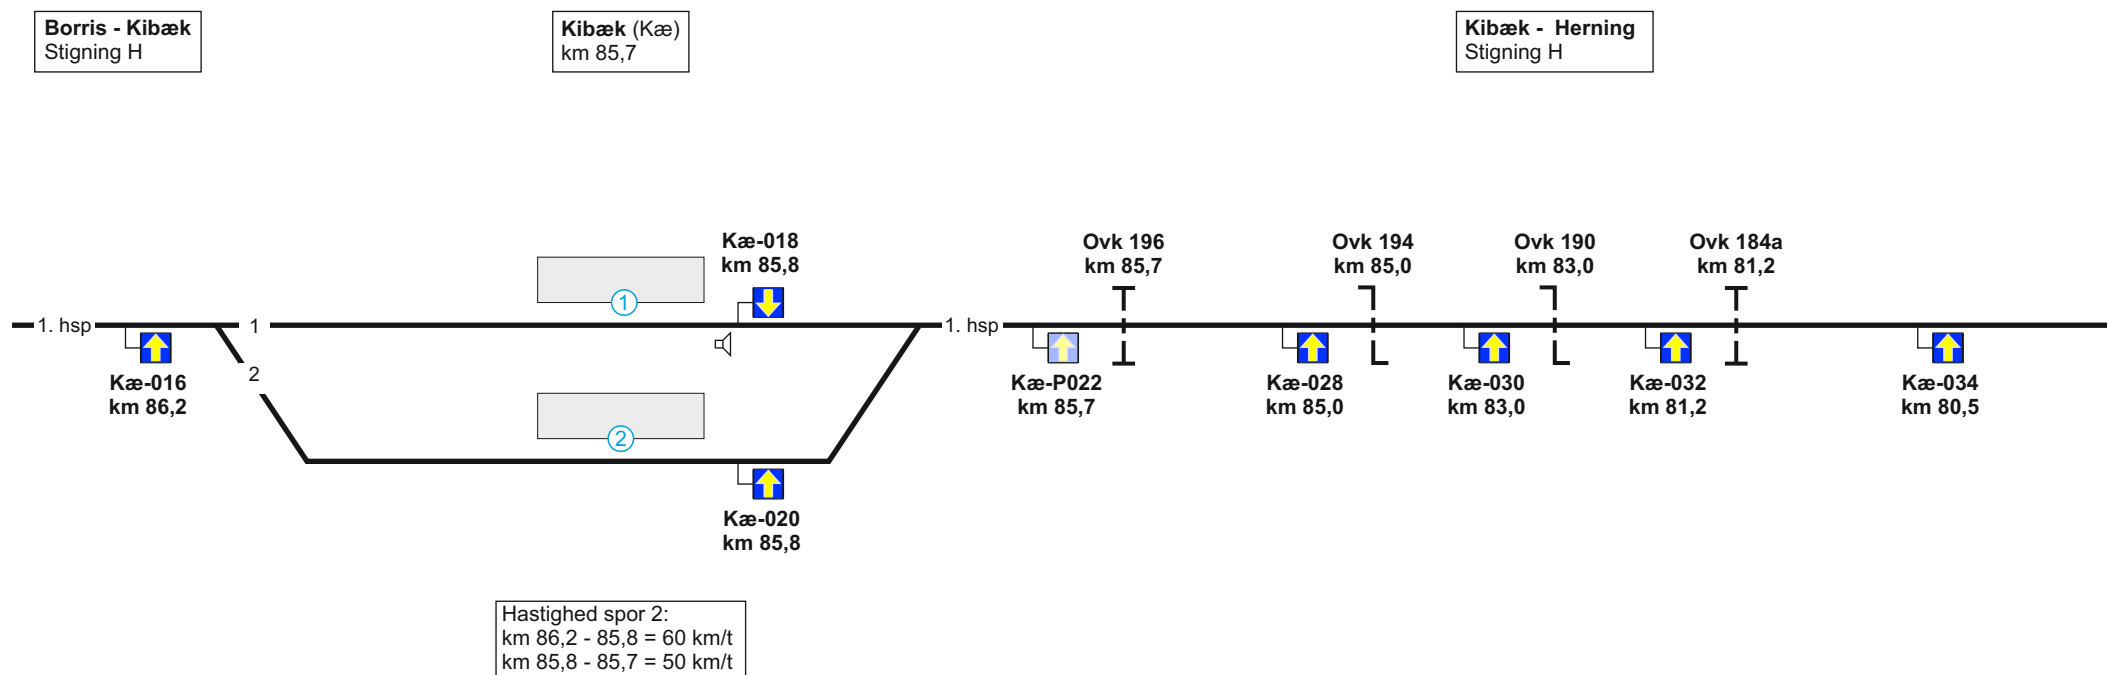 Borris - Kibæk
Stigning H
Kibæk (Kæ)
km 85,7
Kibæk - Herning
Stigning H
Kæ-018
km 85,8
Ovk 196
km 85,7
Ovk 194
km 85,0
Ovk 190
km 83,0
Ovk 184a
km 81,2
1
1. hsp
1
1. hsp
2
Kæ-016
km 86,2
Kæ-P022
km 85,7
Kæ-028
km 85,0
Kæ-030
km 83,0
Kæ-032
km 81,2
Kæ-034
km 80,5
2
Kæ-020
km 85,8
Hastighed spor 2:
km 86,2 - 85,8 = 60 km/t
km 85,8 - 85,7 = 50 km/t